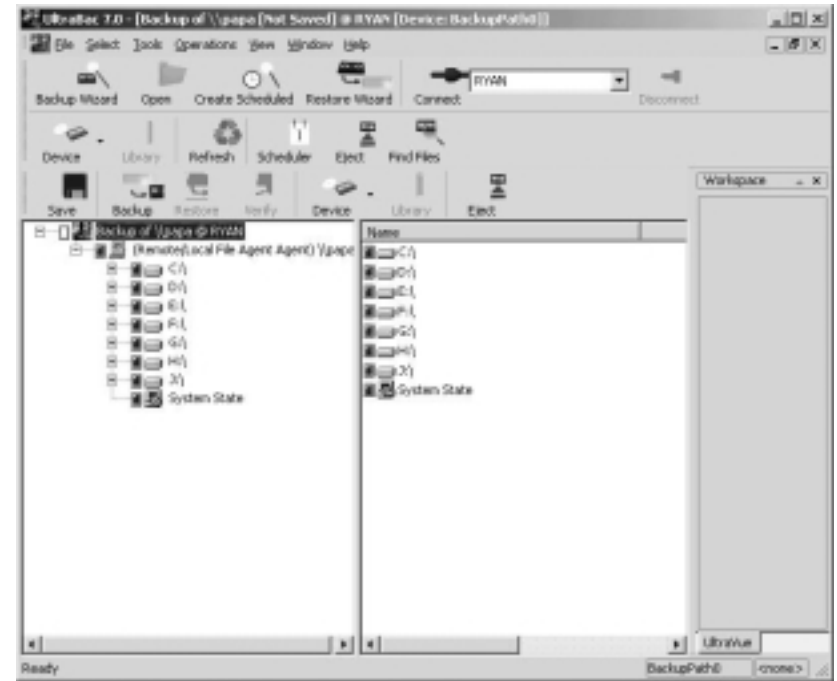 UltraBac 7.0 - [Backup of \\papa [Not Saved] @ RYAN [Device: BackupPath0]]
File Select Tools Operations View Window Help
Backup Wizard Open Create Scheduled Restore Wizard Connect RYAN Disconnect
Device Library Refresh Scheduler Eject Find Files
Save Backup Restore Verify Device Library Eject
Workspace
Backup of \\papa @ RYAN
(Remote/Local File Agent Agent) \\papa
C:\
D:\
E:\
F:\
G:\
H:\
J:\
System State
Name
C:\
D:\
E:\
F:\
G:\
H:\
J:\
System State
UltraVue
Ready
BackupPath0 <none>